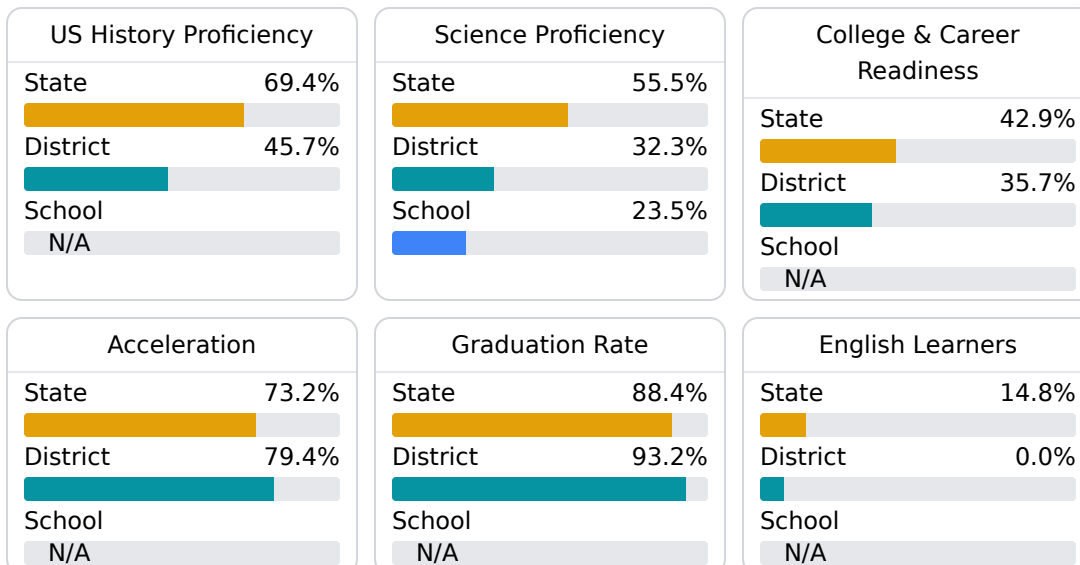 US History Proficiency
State 69.4%
District 45.7%
School
N/A
Science Proficiency
State 55.5%
District 32.3%
School 23.5%
College & Career
Readiness
State 42.9%
District 35.7%
School
N/A
Acceleration
State 73.2%
District 79.4%
School
N/A
Graduation Rate
State 88.4%
District 93.2%
School
N/A
English Learners
State 14.8%
District 0.0%
School
N/A